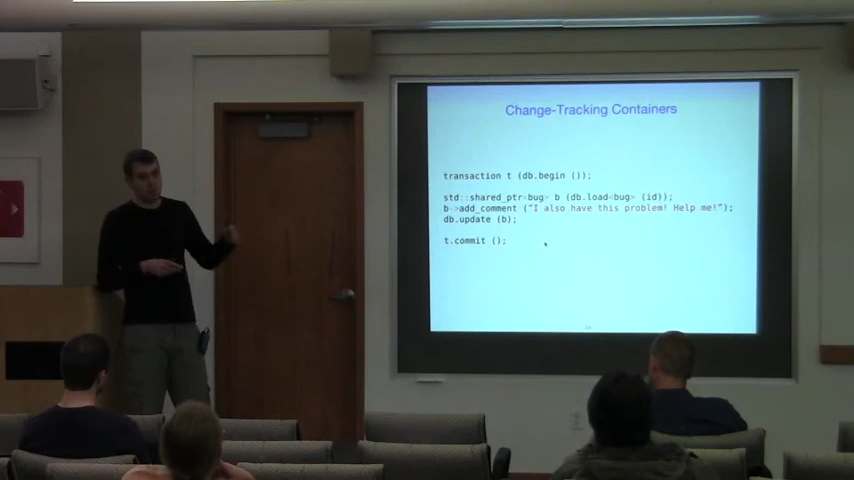 Change-Tracking Containers
transaction t (db.begin ());
std::shared_ptr<bug> b (db.load<bug> (id));
b->add_comment ("I also have this problem! Help me!");
db.update (b);
t.commit ();